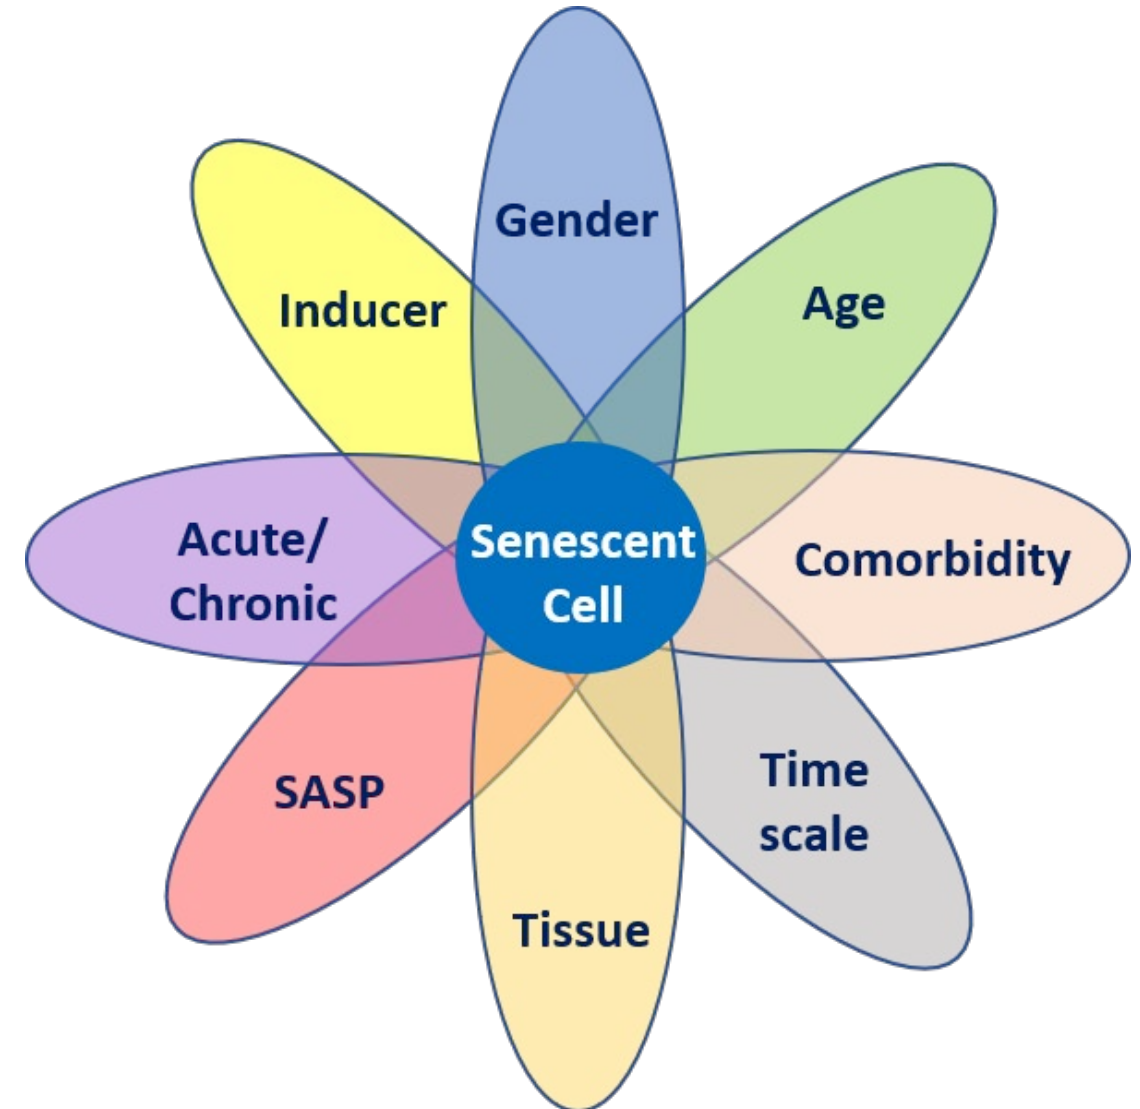 Gender
Age
Inducer
Acute/
Chronic
Senescent
Cell
Comorbidity
SASP
Time
scale
Tissue